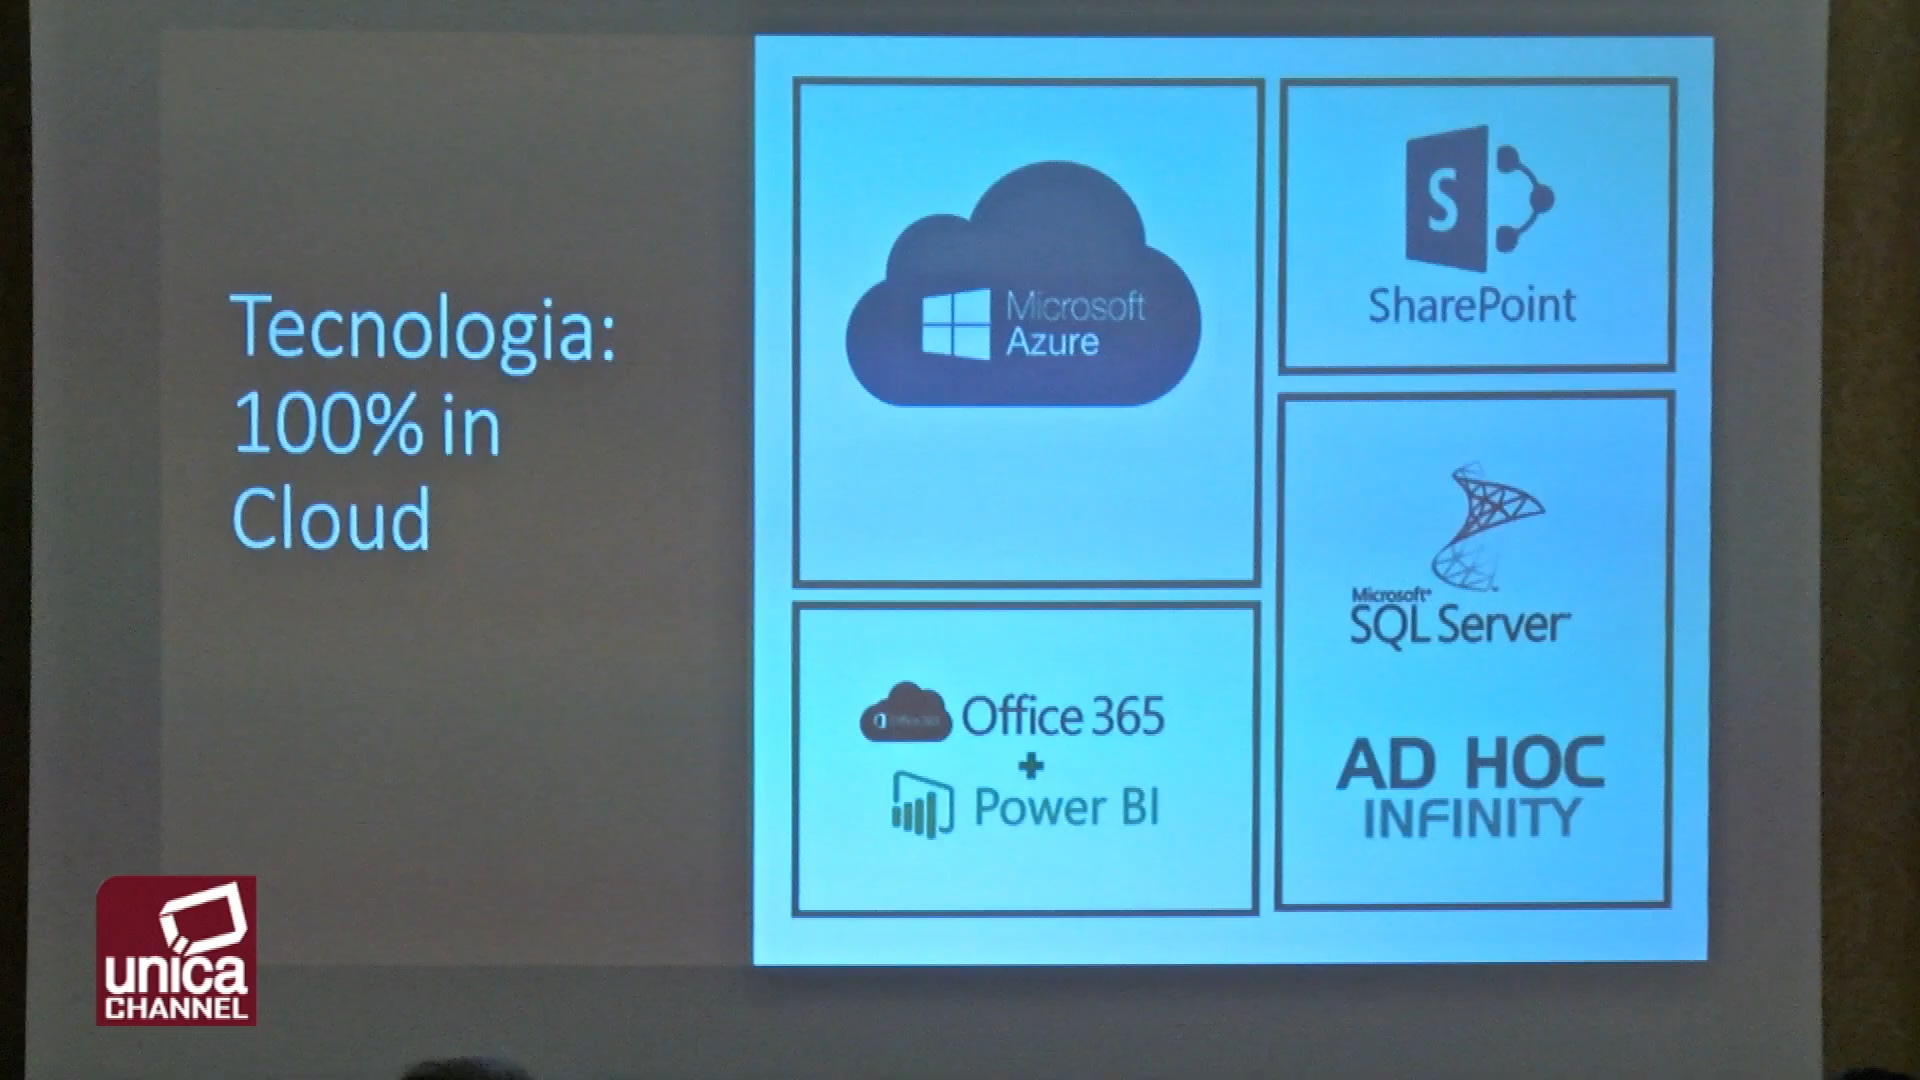 Tecnologia:
100% in
Cloud
Microsoft
Azure
S
SharePoint
Microsoft
SQL Server
AD HOC
INFINITY
Office 365
+
Power BI
unica
CHANNEL